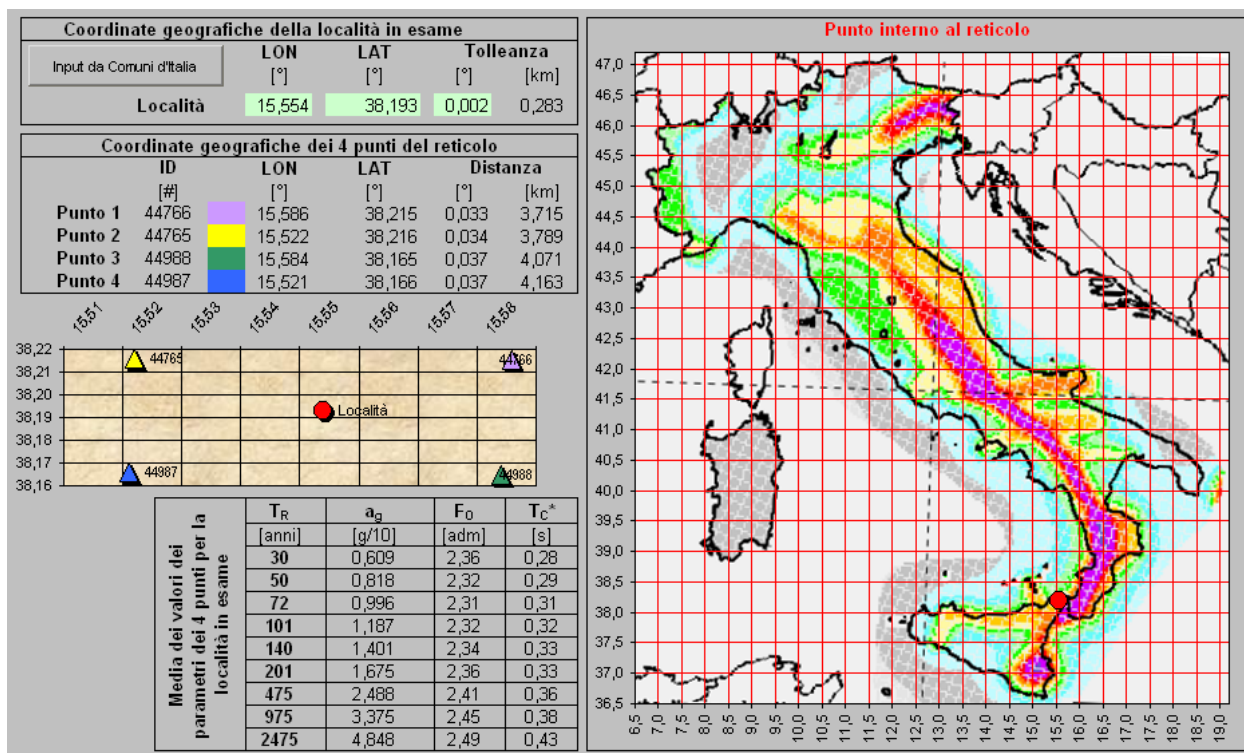 Coordinate geografiche della località in esame
Input da Comuni d'Italia
LON LAT Tolleanza
[°] [°] [°] [km]
Località 15,554 38,193 0,002 0,283
Coordinate geografiche dei 4 punti del reticolo
ID LON LAT Distanza
[#] [°] [°] [°] [km]
Punto 1 44766 15,586 38,215 0,033 3,715
Punto 2 44765 15,522 38,216 0,034 3,789
Punto 3 44988 15,584 38,165 0,037 4,071
Punto 4 44987 15,521 38,166 0,037 4,163
15,51 15,52 15,53 15,54 15,55 15,56 15,57 15,58
38,22
38,21
38,20
38,19
38,18
38,17
38,16
44765
44766
Località
44987
44988
Media dei valori dei parametri dei 4 punti per la località in esame
TR ag F0 TC*
[anni] [g/10] [adm] [s]
30 0,609 2,36 0,28
50 0,818 2,32 0,29
72 0,996 2,31 0,31
101 1,187 2,32 0,32
140 1,401 2,34 0,33
201 1,675 2,36 0,33
475 2,488 2,41 0,36
975 3,375 2,45 0,38
2475 4,848 2,49 0,43
Punto interno al reticolo
47,0
46,5
46,0
45,5
45,0
44,5
44,0
43,5
43,0
42,5
42,0
41,5
41,0
40,5
40,0
39,5
39,0
38,5
38,0
37,5
37,0
36,5
6,5 7,0 7,5 8,0 8,5 9,0 9,5 10,0 10,5 11,0 11,5 12,0 12,5 13,0 13,5 14,0 14,5 15,0 15,5 16,0 16,5 17,0 17,5 18,0 18,5 19,0